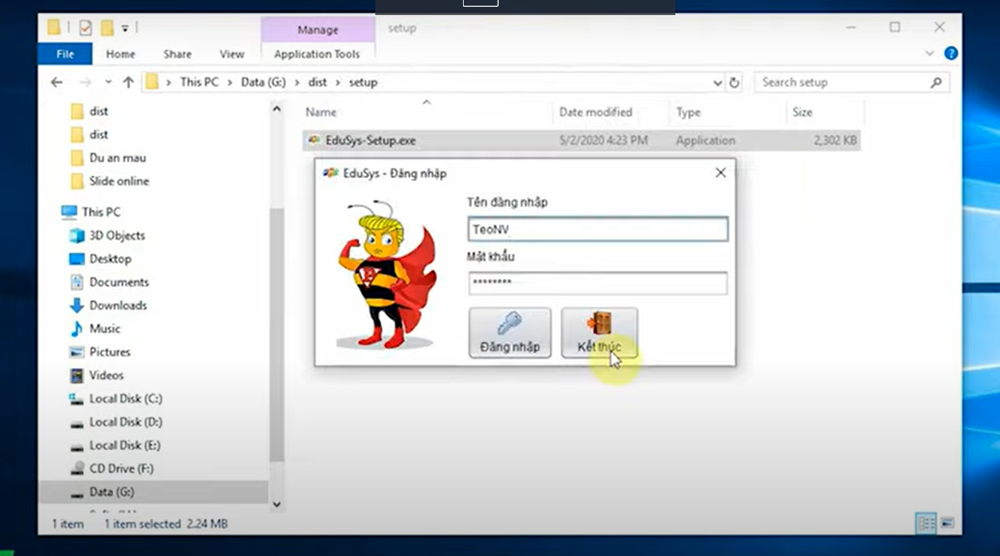 Manage
setup
File
Home
Share
View
Application Tools
This PC
Data (G:)
dist
setup
Search setup
dist
dist
Du an mau
Slide online
This PC
3D Objects
Desktop
Documents
Downloads
Music
Pictures
Videos
Local Disk (C:)
Local Disk (D:)
Local Disk (E:)
CD Drive (F:)
Data (G:)
Name
Date modified
Type
Size
EduSys-Setup.exe
5/2/2020 4:23 PM
Application
2,302 KB
EduSys - Đăng nhập
Tên đăng nhập
TeoNV
Mật khẩu
********
Đăng nhập
Kết thúc
1 item
1 item selected 2.24 MB